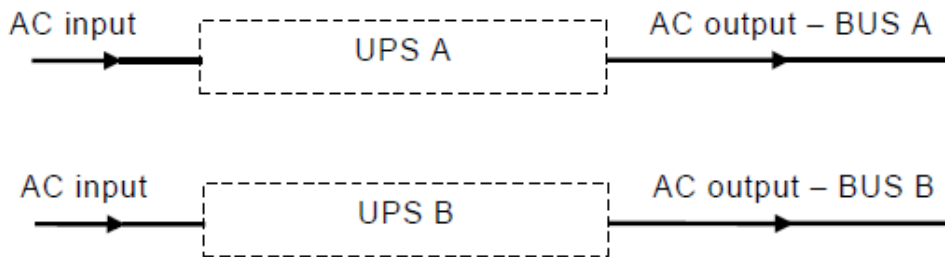 AC input
UPS A
AC output – BUS A
AC input
UPS B
AC output – BUS B